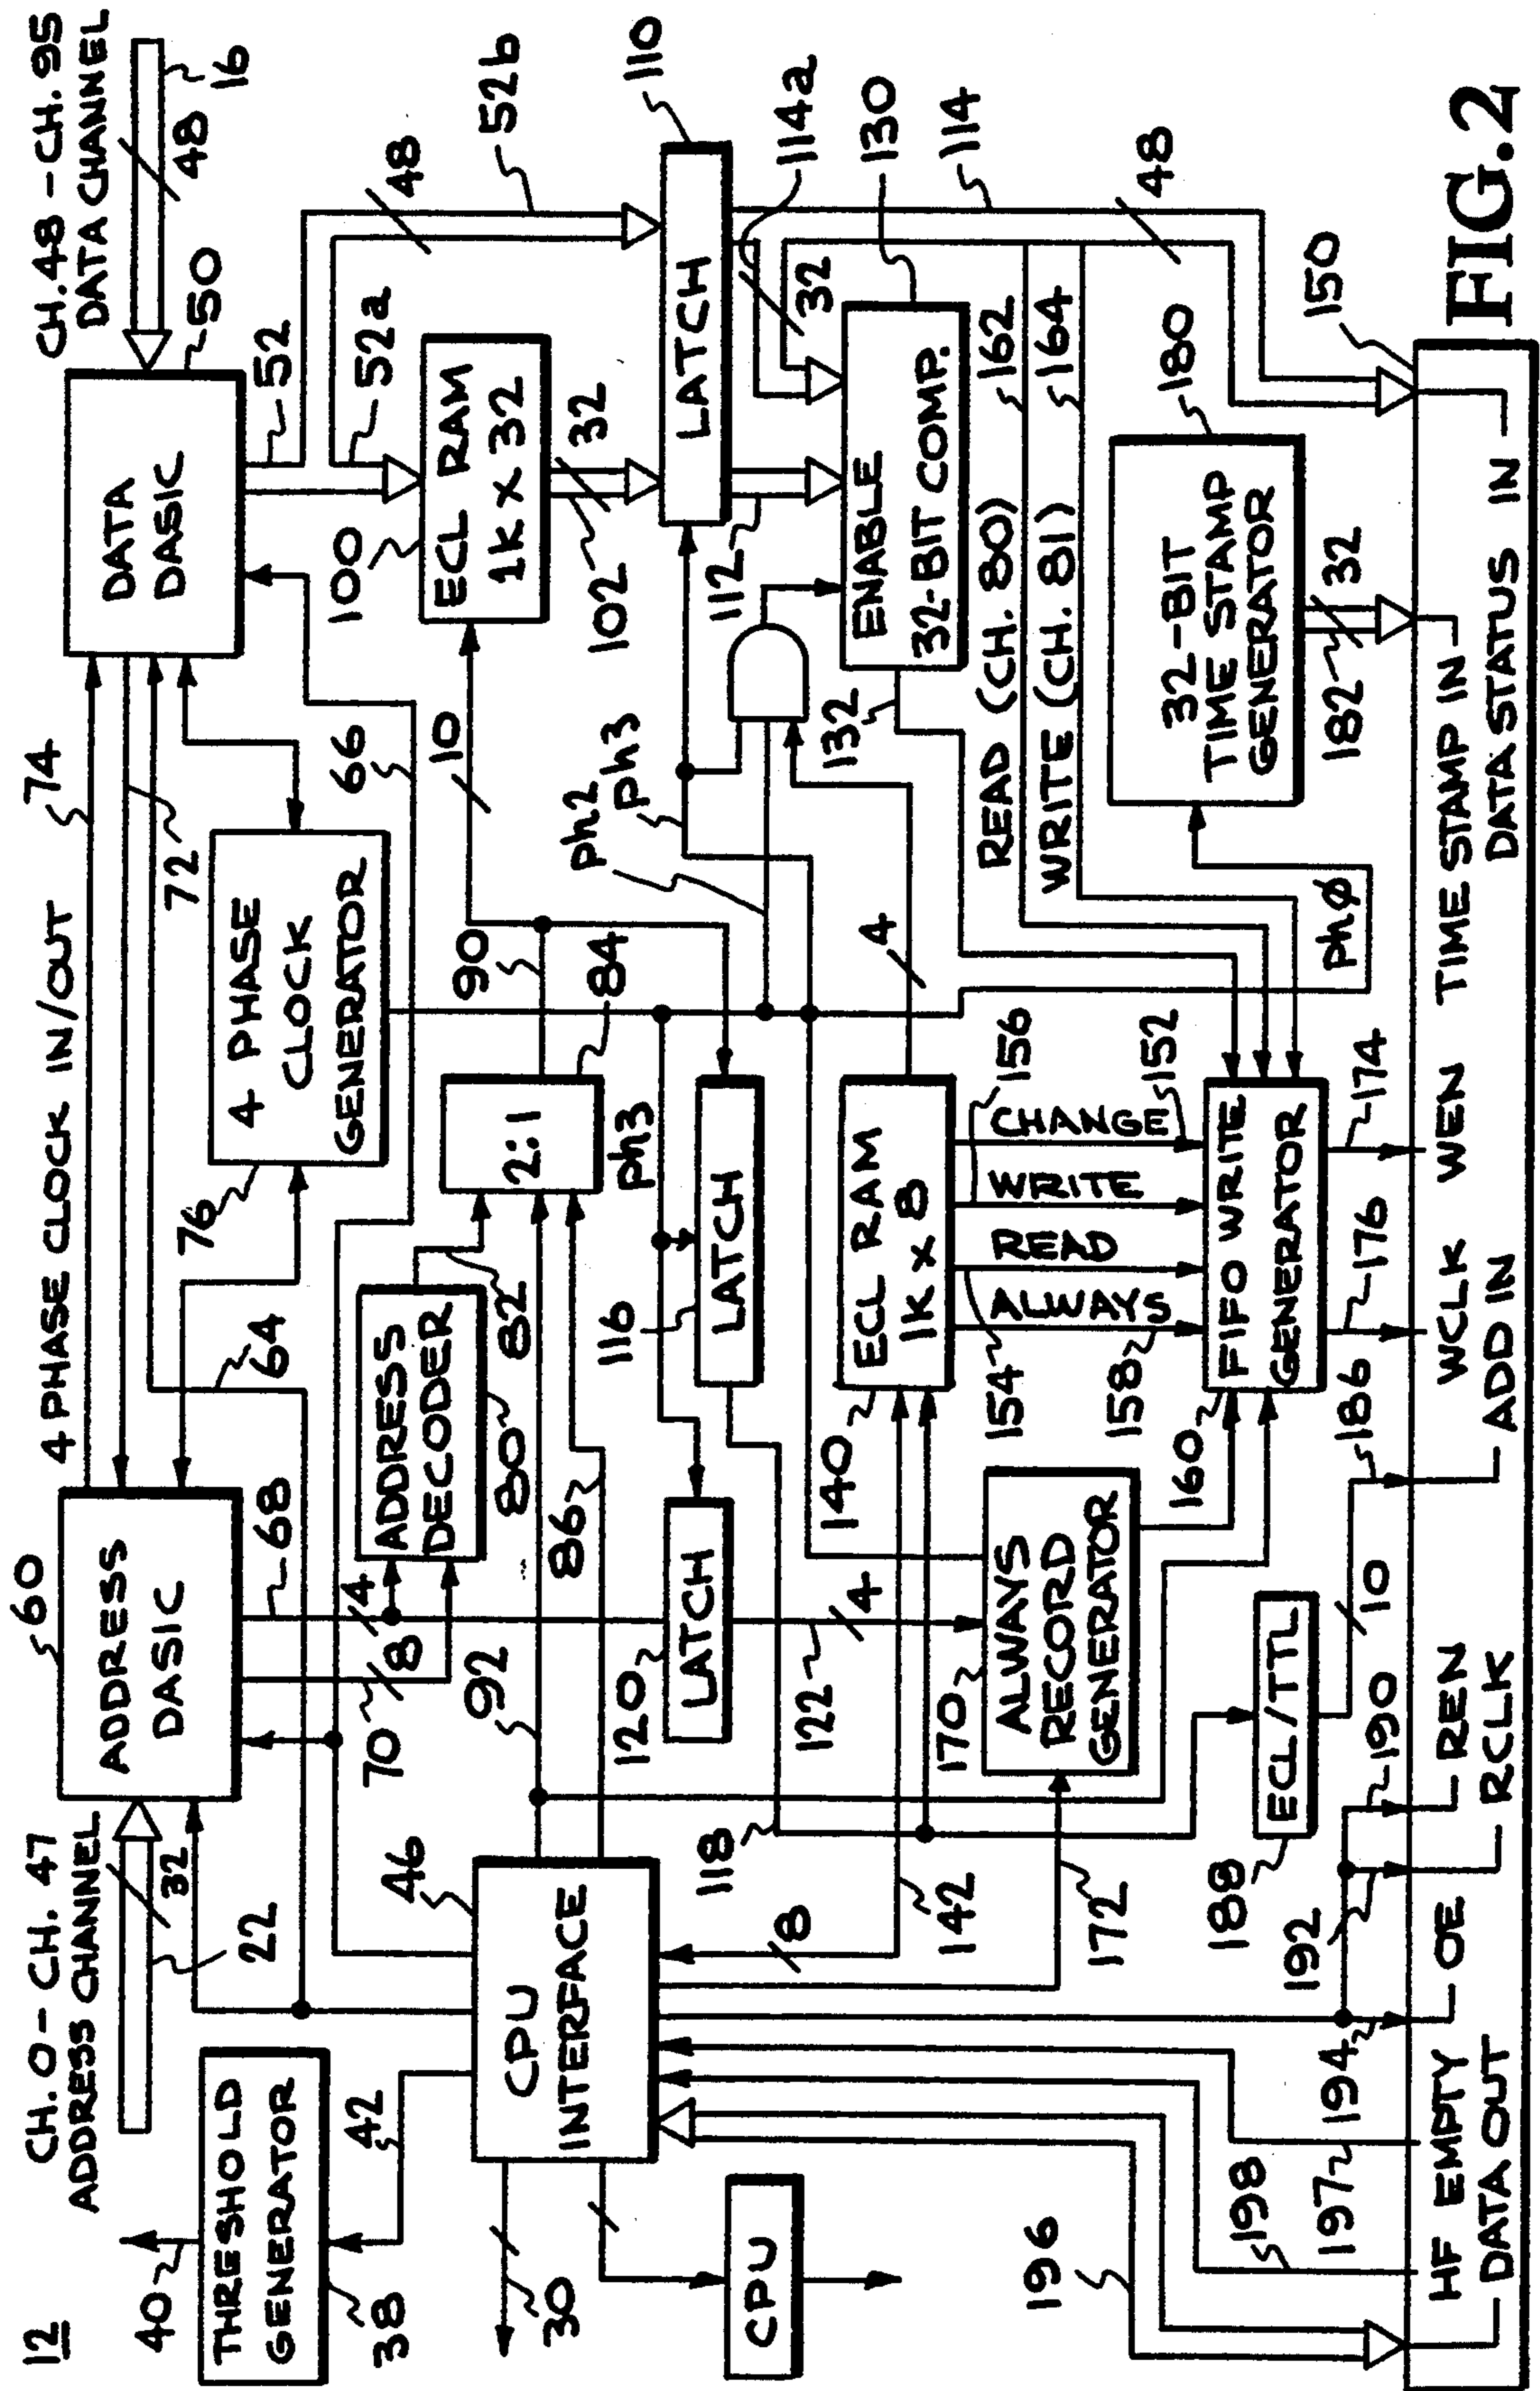 12
CH. 0 - CH. 47
ADDRESS CHANNEL
32
22
60
ADDRESS
DASIC
4 PHASE CLOCK IN/OUT
74
72
64
DATA
DASIC
50
CH. 48 - CH. 95
DATA CHANNEL
48
16
40
THRESHOLD
GENERATOR
38
42
70
8
68
4
76
4 PHASE
CLOCK
GENERATOR
66
52
52a
52b
48
ADDRESS
DECODER
80
82
100
ECL RAM
1K x 32
10
102
32
46
CPU
INTERFACE
30
CPU
92
86
2:1
84
90
ph3
ph2
ph3
LATCH
110
112
114a
32
114
48
120
LATCH
122
4
116
LATCH
118
ENABLE
32-BIT COMP.
130
132
140
ECL RAM
1K x 8
4
142
8
172
170
ALWAYS
RECORD
GENERATOR
CHANGE
WRITE
READ
ALWAYS
156
152
154
158
160
FIFO WRITE
GENERATOR
READ (CH. 80) 162
WRITE (CH. 81) 164
phø
32-BIT
TIME STAMP
GENERATOR
180
182
32
188
ECL/TTL
10
186
176
174
190
192
194
196
198
197
150
HF EMPTY
DATA OUT
OE
REN
RCLK
ADD IN
WCLK
WEN
TIME STAMP IN
DATA STATUS IN
FIG.2